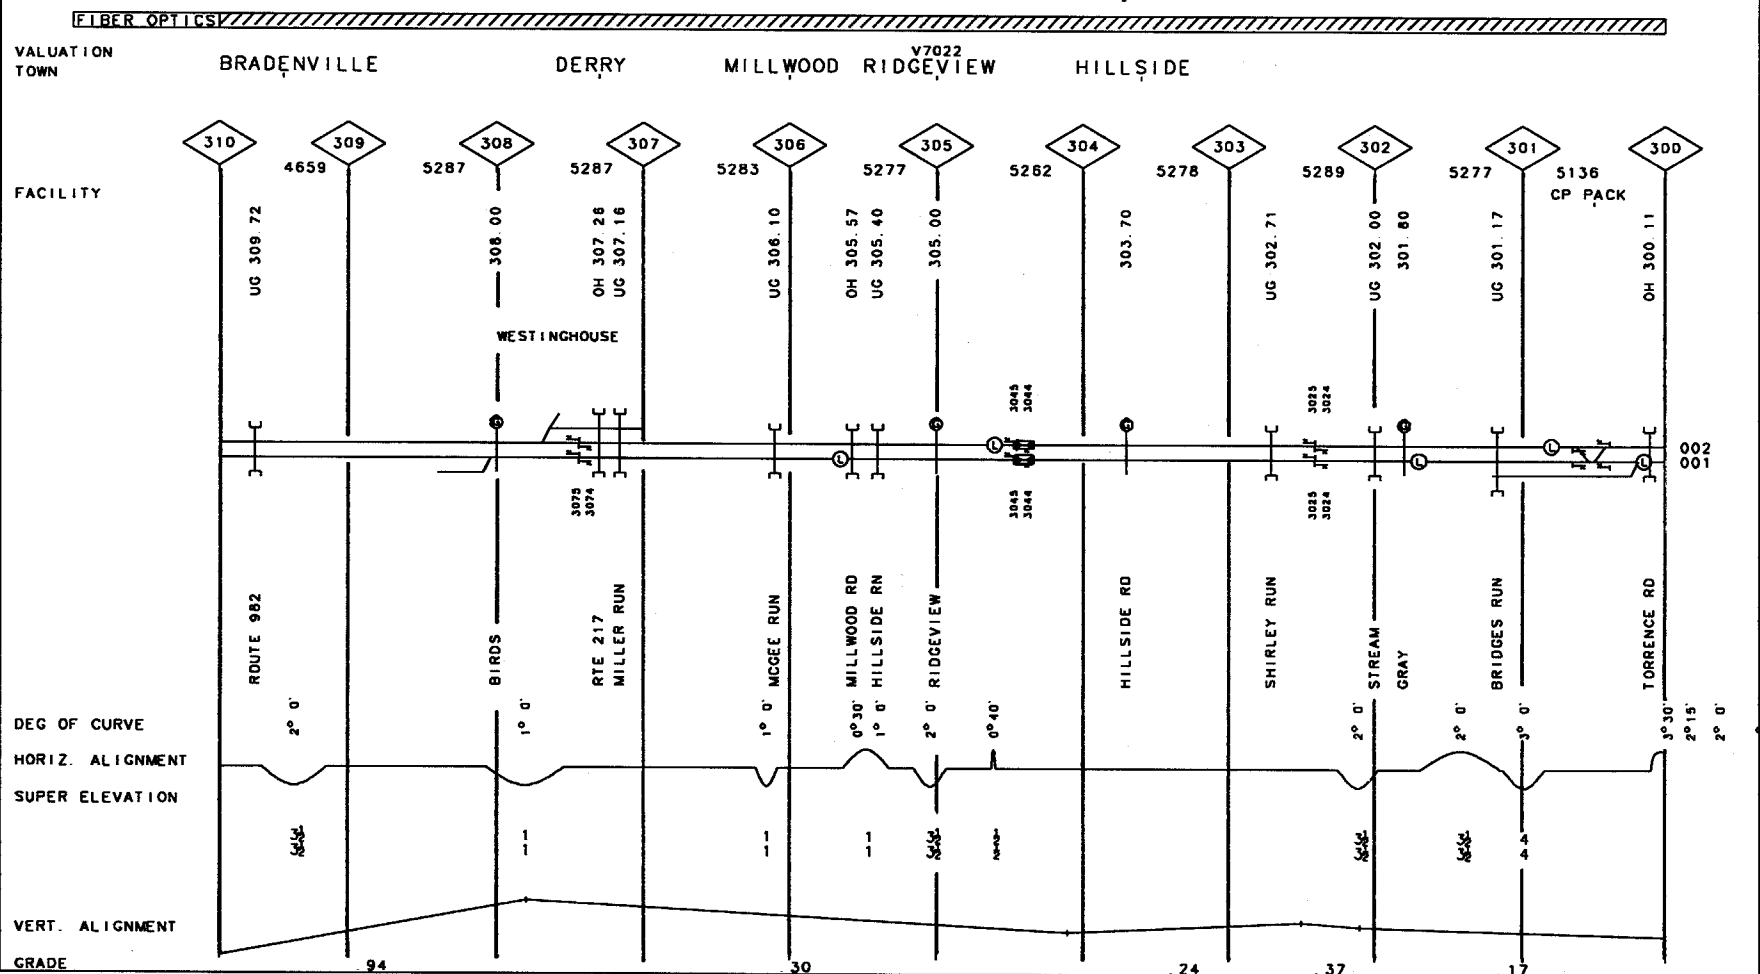 FIBER OPTICS
VALUATION V7022
TOWN BRADENVILLE DERRY MILLWOOD RIDGEVIEW HILLSIDE
310 309 308 307 306 305 304 303 302 301 300
4659 5287 5287 5283 5277 5262 5278 5289 5277 5136
CP PACK
FACILITY
UG 309.72
308.00
OH 307.26
UG 307.16
UG 306.10
OH 305.57
UG 305.40
305.00
303.70
UG 302.71
UG 302.00
301.80
UG 301.17
OH 300.11
WESTINGHOUSE
3045
3044
3025
3024
G G G G
L L L L L
002
001
3075
3074
3045
3044
3025
3024
ROUTE 982
BIRDS
RTE 217
MILLER RUN
MCGEE RUN
MILLWOOD RD
HILLSIDE RN
RIDGEVIEW
HILLSIDE RD
SHIRLEY RUN
STREAM
GRAY
BRIDGES RUN
TORRENCE RD
DEG OF CURVE
2° 0'
1° 0'
1° 0'
0°30'
1° 0'
2° 0'
0°40'
2° 0'
2° 0'
3° 0'
3°30'
2°15'
2° 0'
HORIZ. ALIGNMENT
SUPER ELEVATION
1 1 1 4
1 1 1 4
VERT. ALIGNMENT
GRADE .94 .30 .24 .37 .17